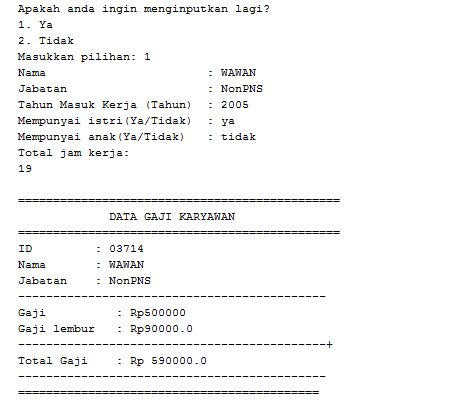 Apakah anda ingin menginputkan lagi?
1. Ya
2. Tidak
Masukkan pilihan: 1
Nama                       : WAWAN
Jabatan                    : NonPNS
Tahun Masuk Kerja (Tahun)  : 2005
Mempunyai istri(Ya/Tidak)  : ya
Mempunyai anak(Ya/Tidak)   : tidak
Total jam kerja:
19
==============================================
             DATA GAJI KARYAWAN
==============================================
ID         : 03714
Nama       : WAWAN
Jabatan    : NonPNS
--------------------------------------------
Gaji          : Rp500000
Gaji lembur   : Rp90000.0
--------------------------------------------+
Total Gaji    : Rp 590000.0
--------------------------------------------
===========================================